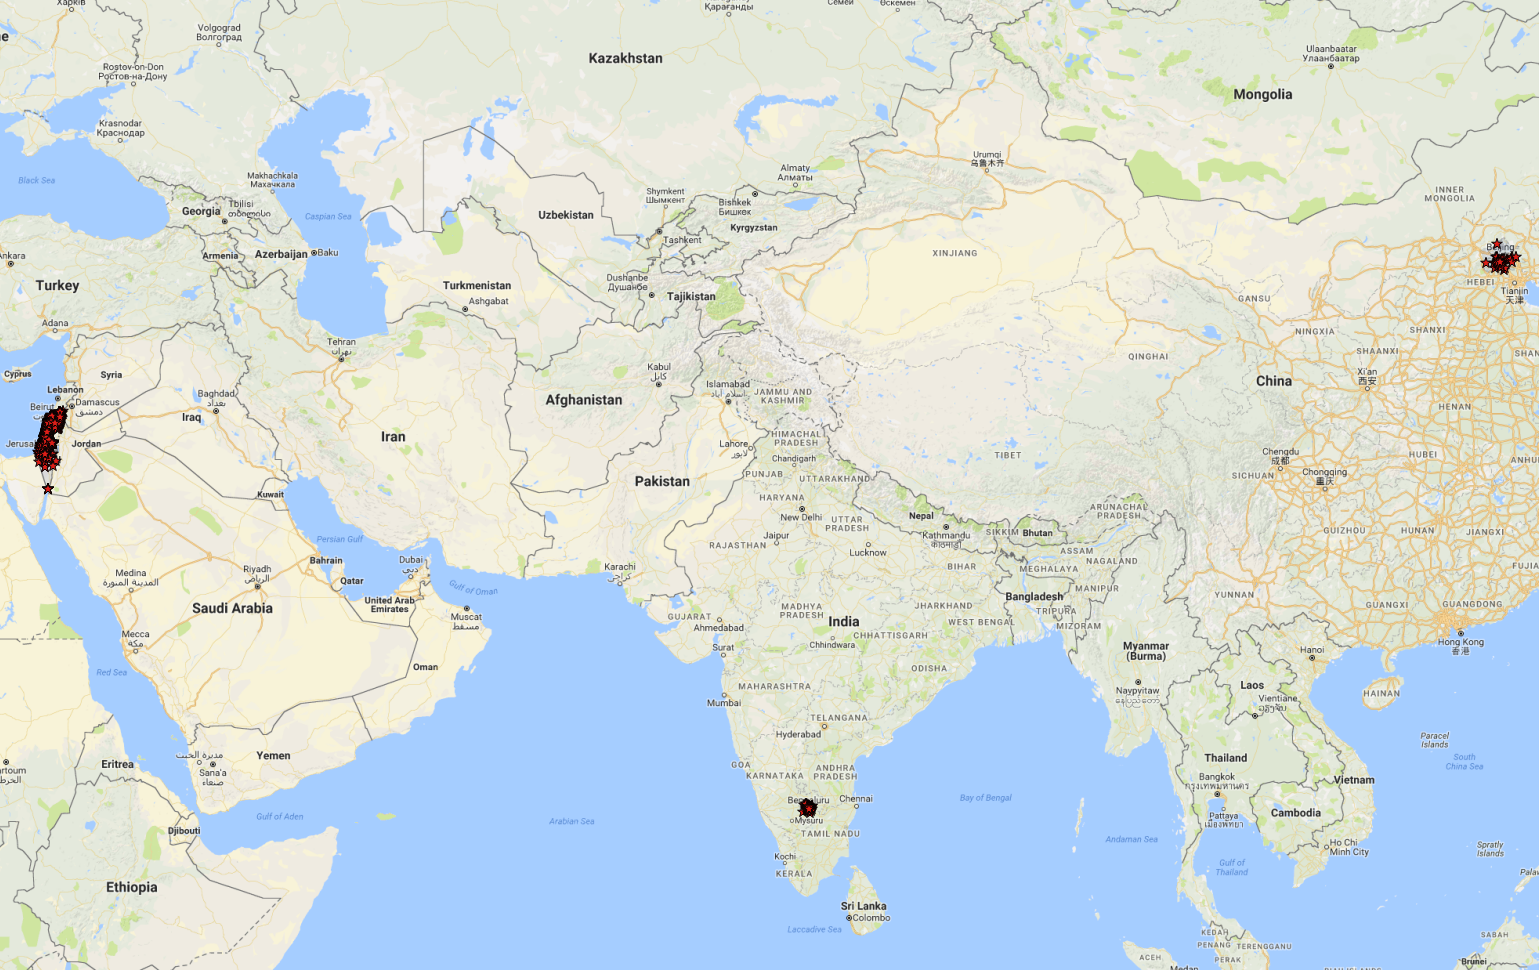 Харків
Қарағанды
Семей
Өскемен
Volgograd
Волгоград
Kazakhstan
Ulaanbaatar
Улаанбаатар
Rostov-on-Don
Ростов-на-Дону
Mongolia
Krasnodar
Краснодар
Urumqi
乌鲁木齐
Almaty
Алматы
Black Sea
Makhachkala
Махачкала
Shymkent
Шымкент
Bishkek
Бишкек
INNER
MONGOLIA
Georgia
Tbilisi
თბილისი
Caspian Sea
Uzbekistan
Kyrgyzstan
Tashkent
Armenia
Azerbaijan
Baku
XINJIANG
Turkey
Turkmenistan
Ashgabat
Dushanbe
Душанбе
Tajikistan
HEBEI
Tianjin
天津
GANSU
Adana
Tehran
تهران
NINGXIA
SHANXI
SHAANXI
QINGHAI
Cyprus
Syria
Lebanon
Beirut
Damascus
دمشق
Baghdad
بغداد
Iraq
Kabul
کابل
Islamabad
اسلام آباد
JAMMU AND
KASHMIR
Afghanistan
China
Xi'an
西安
HENAN
Iran
Jordan
Lahore
لاہور
HIMACHAL
PRADESH
Chandigarh
TIBET
Chengdu
成都
HUBEI
Pakistan
PUNJAB
UTTARAKHAND
SICHUAN
Chongqing
重庆
Kuwait
HARYANA
New Delhi
UTTAR
PRADESH
Nepal
Kathmandu
SIKKIM
Bhutan
ARUNACHAL
PRADESH
GUIZHOU
HUNAN
JIANGXI
Persian Gulf
Jaipur
RAJASTHAN
Lucknow
ASSAM
NAGALAND
Bahrain
Dubai
دبي
Karachi
کراچی
BIHAR
MEGHALAYA
Medina
المدينة المنورة
Riyadh
الرياض
Qatar
Gulf of Oman
MANIPUR
YUNNAN
United Arab
Emirates
Bangladesh
GUANGXI
GUANGDONG
Saudi Arabia
Muscat
مسقط
GUJARAT
Ahmedabad
MADHYA
PRADESH
India
JHARKHAND
WEST BENGAL
TRIPURA
MIZORAM
Mecca
مكة
CHHATTISGARH
Chhindwara
Surat
Hong Kong
香港
Hanoi
Myanmar
(Burma)
Red Sea
Oman
ODISHA
Laos
Naypyitaw
HAINAN
MAHARASHTRA
Mumbai
Vientiane
TELANGANA
Hyderabad
Paracel
Islands
Yemen
Sana'a
صنعاء
Eritrea
GOA
KARNATAKA
ANDHRA
PRADESH
Thailand
Bangkok
กรุงเทพมหานคร
South
China Sea
Vietnam
Bengaluru
Chennai
Bay of Bengal
Pattaya
เมืองพัทยา
Cambodia
Gulf of Aden
Arabian Sea
Mysuru
TAMIL NADU
Djibouti
Andaman Sea
Ho Chi
Minh City
Spratly
Islands
Kochi
KERALA
Gulf of
Thailand
Ethiopia
Sri Lanka
Colombo
Laccadive Sea
KEDAH
PENANG
TERENGGANU
PERAK
SABAH
ACEH
Medan
Brunei